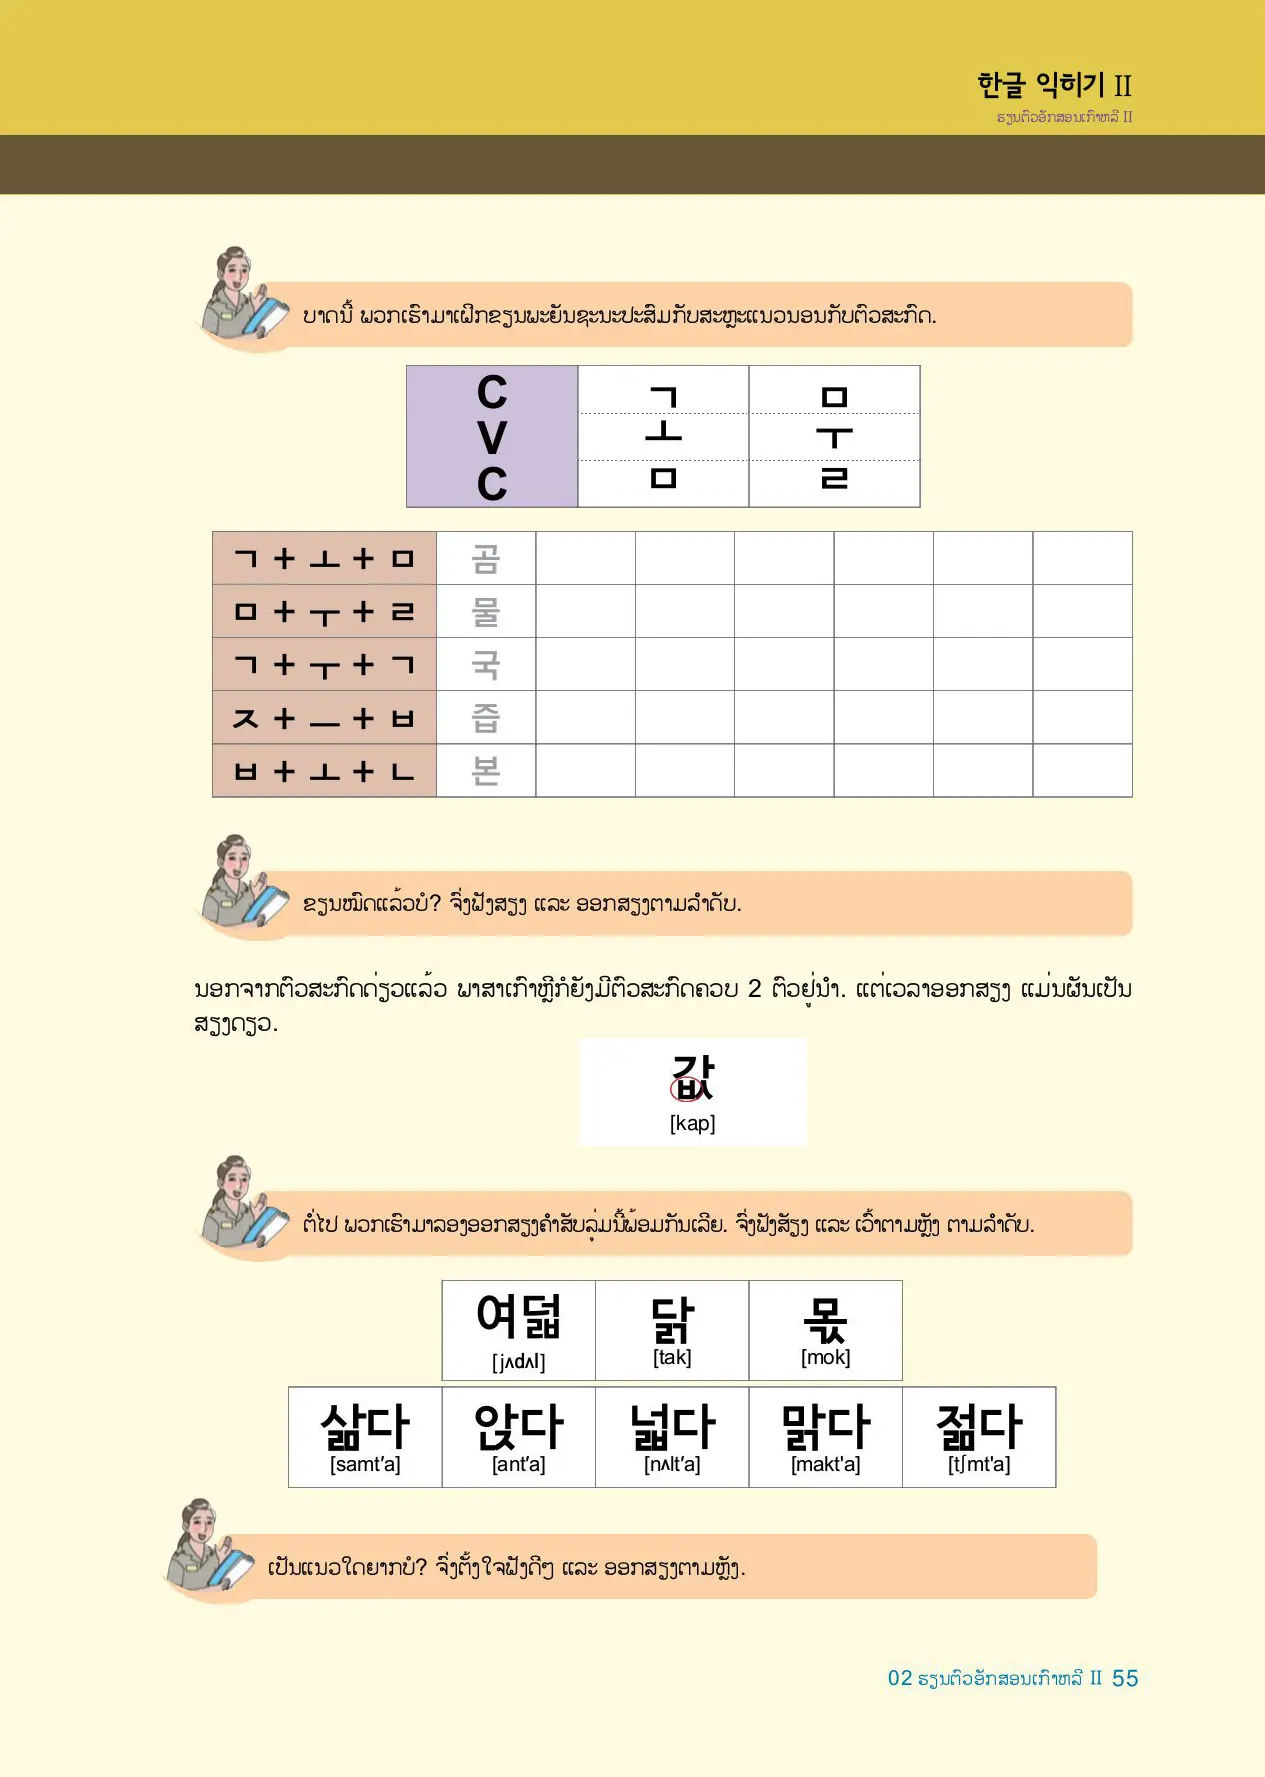 한글 익히기 II
ຮຽນຕົວອັກສອນເກົາຫລີ II
ບາດນີ້ ພວກເຮົາມາເຝິກຂຽນພະຍັນຊະນະປະສົມກັບສະຫຼະແນວນອນກັບຕົວສະກົດ.
C ㄱ ㅁ
V ㅗ ㅜ
C ㅁ ㄹ
ㄱ + ㅗ + ㅁ 곰
ㅁ + ㅜ + ㄹ 물
ㄱ + ㅜ + ㄱ 국
ㅈ + ㅡ + ㅂ 즙
ㅂ + ㅗ + ㄴ 본
ຂຽນໝົດແລ້ວບໍ? ຈົ່ງຟັງສຽງ ແລະ ອອກສຽງຕາມລຳດັບ.
ນອກຈາກຕົວສະກົດດ່ຽວແລ້ວ ພາສາເກົາຫຼີກໍຍັງມີຕົວສະກົດຄວບ 2 ຕົວຢູ່ນຳ. ແຕ່ເວລາອອກສຽງ ແມ່ນຜັນເປັນ
ສຽງດຽວ.
값
[kap]
ຕໍ່ໄປ ພວກເຮົາມາລອງອອກສຽງຄຳສັບລຸ່ມນີ້ພ້ອມກັນເລີຍ. ຈົ່ງຟັງສັຽງ ແລະ ເວົ້າຕາມຫຼັງ ຕາມລຳດັບ.
여덟 닭 몫
[jʌdʌl] [tak] [mok]
삶다 앉다 넓다 맑다 젊다
[samt′a] [ant′a] [nʌlt′a] [makt'a] [tʃmt'a]
ເປັນແນວໃດຍາກບໍ? ຈົ່ງຕັ້ງໃຈຟັງດີໆ ແລະ ອອກສຽງຕາມຫຼັງ.
02 ຮຽນຕົວອັກສອນເກົາຫລີ II 55